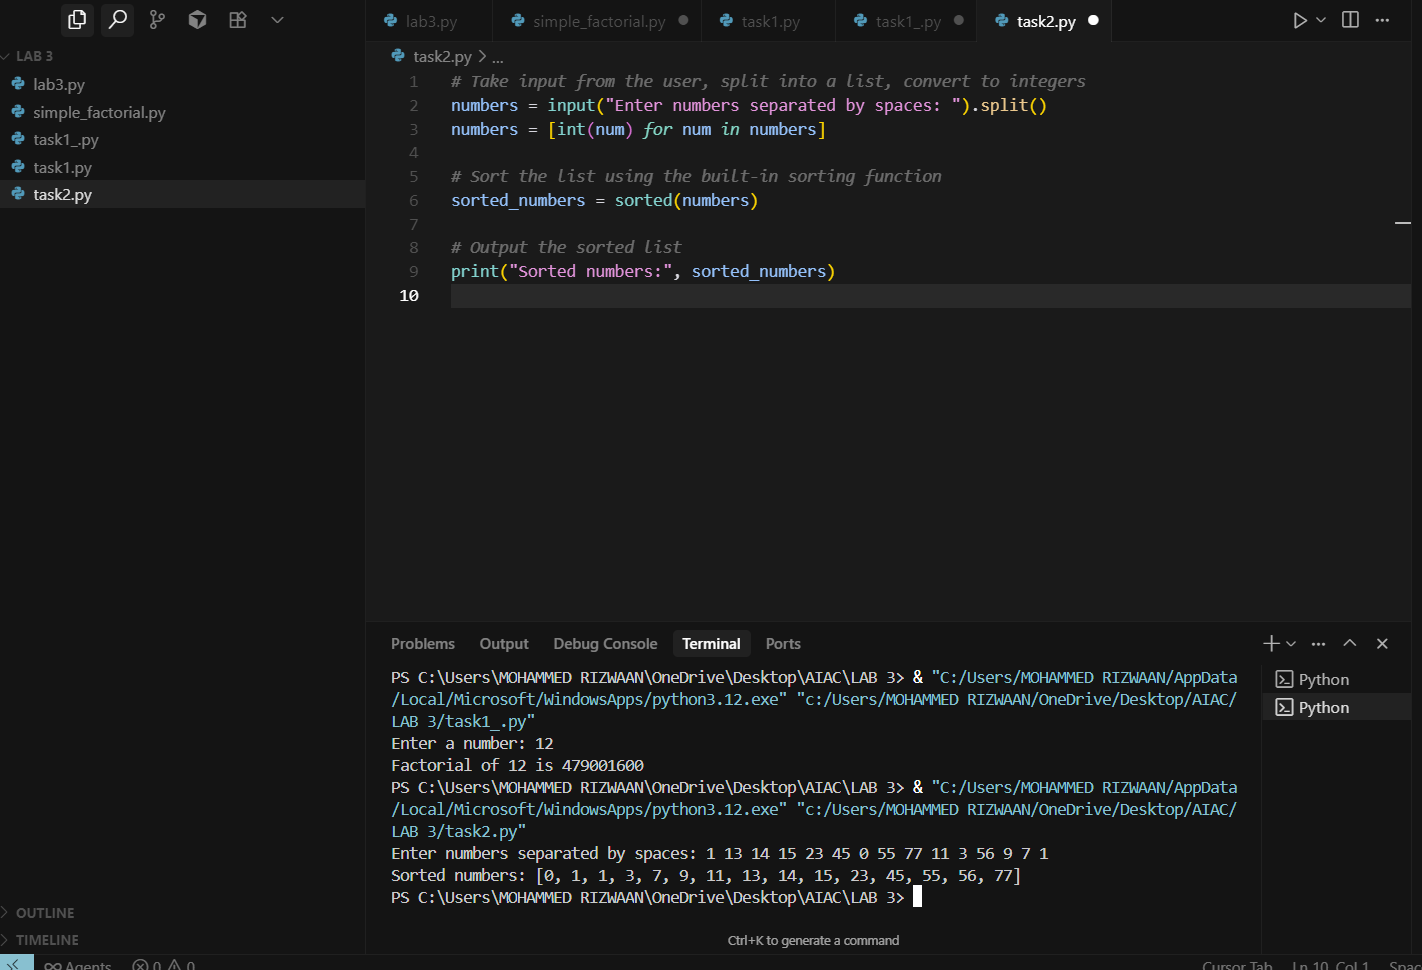 lab3.py simple_factorial.py task1.py task1_.py task2.py
LAB 3
lab3.py
simple_factorial.py
task1_.py
task1.py
task2.py
task2.py > ...
1 # Take input from the user, split into a list, convert to integers
2 numbers = input("Enter numbers separated by spaces: ").split()
3 numbers = [int(num) for num in numbers]
4
5 # Sort the list using the built-in sorting function
6 sorted_numbers = sorted(numbers)
7
8 # Output the sorted list
9 print("Sorted numbers:", sorted_numbers)
10
Problems Output Debug Console Terminal Ports
PS C:\Users\MOHAMMED RIZWAAN\OneDrive\Desktop\AIAC\LAB 3> & "C:/Users/MOHAMMED RIZWAAN/AppData
/Local/Microsoft/WindowsApps/python3.12.exe" "c:/Users/MOHAMMED RIZWAAN/OneDrive/Desktop/AIAC/
LAB 3/task1_.py"
Enter a number: 12
Factorial of 12 is 479001600
PS C:\Users\MOHAMMED RIZWAAN\OneDrive\Desktop\AIAC\LAB 3> & "C:/Users/MOHAMMED RIZWAAN/AppData
/Local/Microsoft/WindowsApps/python3.12.exe" "c:/Users/MOHAMMED RIZWAAN/OneDrive/Desktop/AIAC/
LAB 3/task2.py"
Enter numbers separated by spaces: 1 13 14 15 23 45 0 55 77 11 3 56 9 7 1
Sorted numbers: [0, 1, 1, 3, 7, 9, 11, 13, 14, 15, 23, 45, 55, 56, 77]
PS C:\Users\MOHAMMED RIZWAAN\OneDrive\Desktop\AIAC\LAB 3>
Python
Python
Ctrl+K to generate a command
OUTLINE
TIMELINE
Agents 0 0 Cursor Tab Ln 10, Col 1 Spac